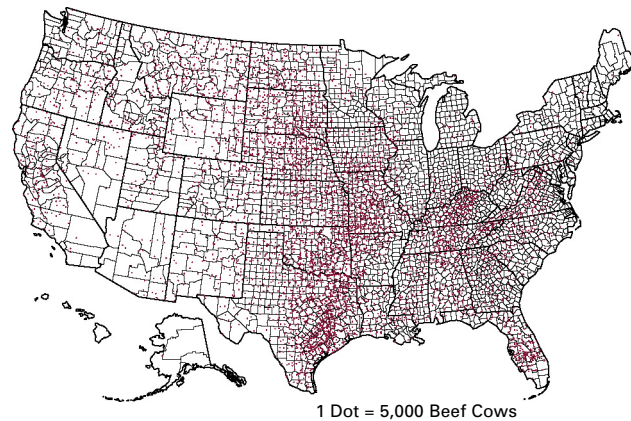 1 Dot = 5,000 Beef Cows